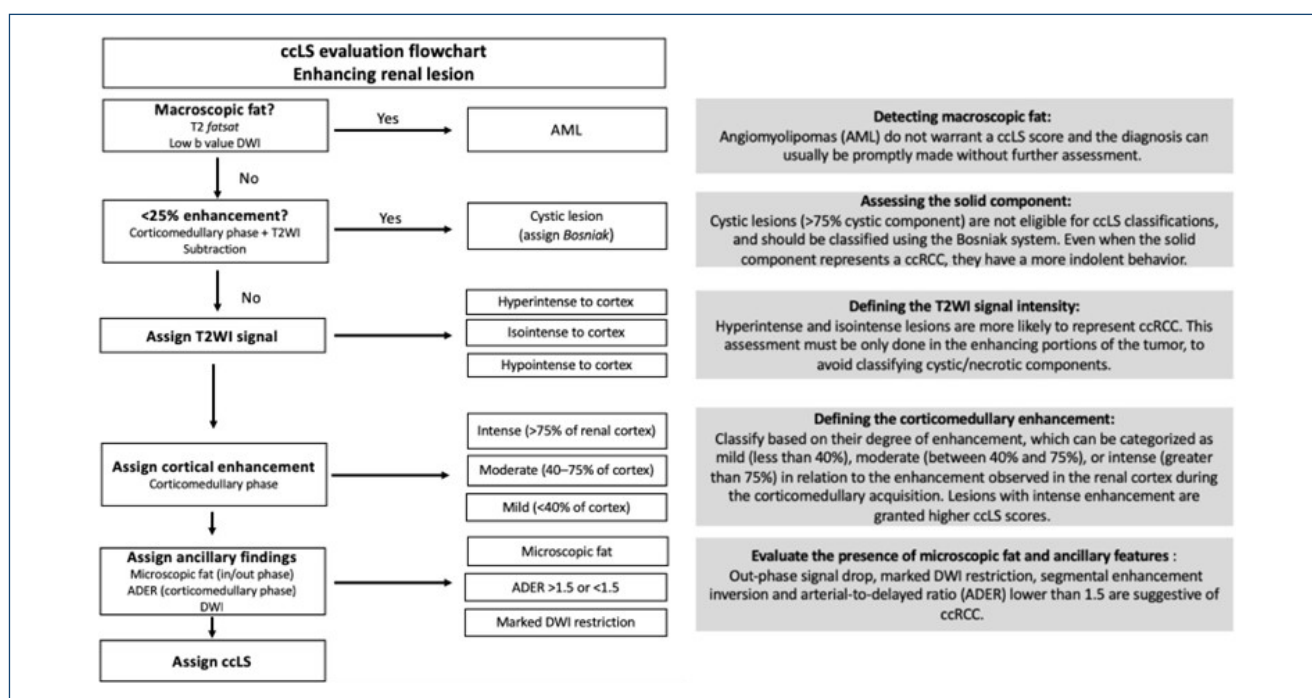 ccLS evaluation flowchart
Enhancing renal lesion
Macroscopic fat?
T2 fatsat
Low b value DWI
Yes
AML
Detecting macroscopic fat:
Angiomyolipomas (AML) do not warrant a ccLS score and the diagnosis can
usually be promptly made without further assessment.
No
<25% enhancement?
Corticomedullary phase + T2WI
Subtraction
Yes
Cystic lesion
(assign Bosniak)
Assessing the solid component:
Cystic lesions (>75% cystic component) are not eligible for ccLS classifications,
and should be classified using the Bosniak system. Even when the solid
component represents a ccRCC, they have a more indolent behavior.
No
Assign T2WI signal
Hyperintense to cortex
Isointense to cortex
Hypointense to cortex
Defining the T2WI signal intensity:
Hyperintense and isointense lesions are more likely to represent ccRCC. This
assessment must be only done in the enhancing portions of the tumor, to
avoid classifying cystic/necrotic components.
Assign cortical enhancement
Corticomedullary phase
Intense (>75% of renal cortex)
Moderate (40–75% of cortex)
Mild (<40% of cortex)
Defining the corticomedullary enhancement:
Classify based on their degree of enhancement, which can be categorized as
mild (less than 40%), moderate (between 40% and 75%), or intense (greater
than 75%) in relation to the enhancement observed in the renal cortex during
the corticomedullary acquisition. Lesions with intense enhancement are
granted higher ccLS scores.
Assign ancillary findings
Microscopic fat (in/out phase)
ADER (corticomedullary phase)
DWI
Microscopic fat
ADER >1.5 or <1.5
Marked DWI restriction
Evaluate the presence of microscopic fat and ancillary features :
Out-phase signal drop, marked DWI restriction, segmental enhancement
inversion and arterial-to-delayed ratio (ADER) lower than 1.5 are suggestive of
ccRCC.
Assign ccLS